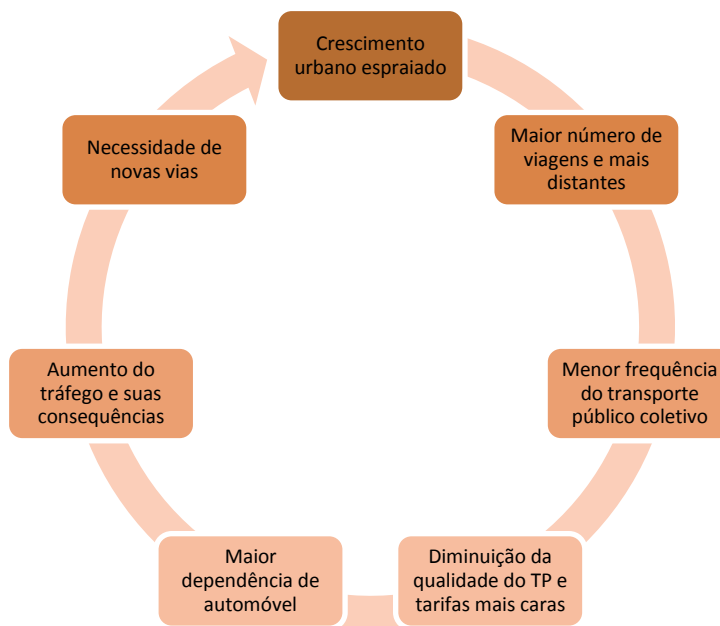 Crescimento
urbano espraiado
Maior número de
viagens e mais
distantes
Menor frequência
do transporte
público coletivo
Diminuição da
qualidade do TP e
tarifas mais caras
Maior
dependência de
automóvel
Aumento do
tráfego e suas
consequências
Necessidade de
novas vias